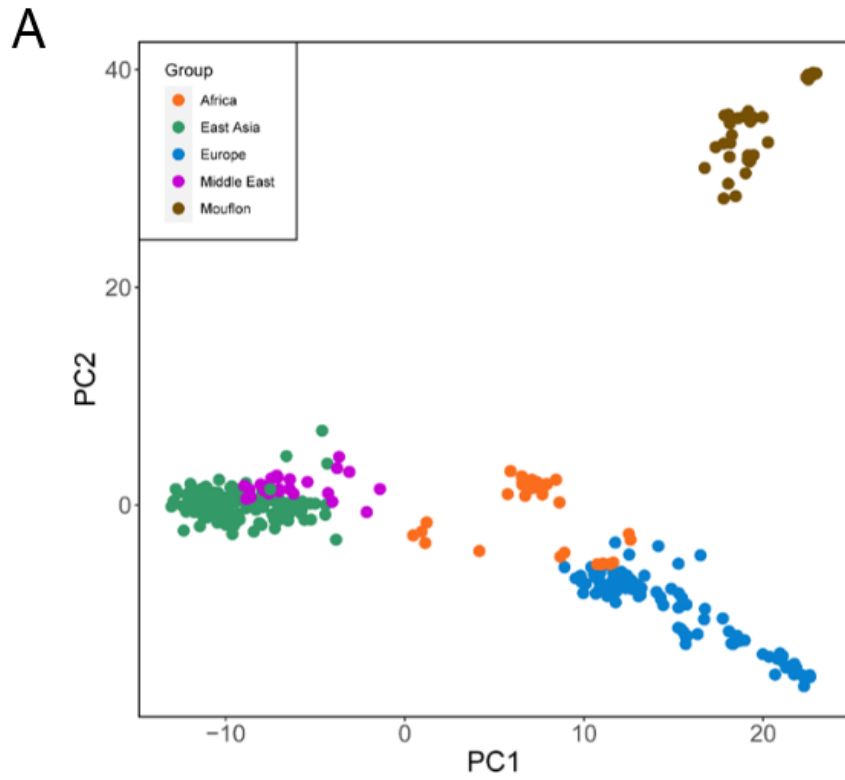 A
Group
Africa
East Asia
Europe
Middle East
Mouflon
40
20
0
PC2
−10 0 10 20
PC1